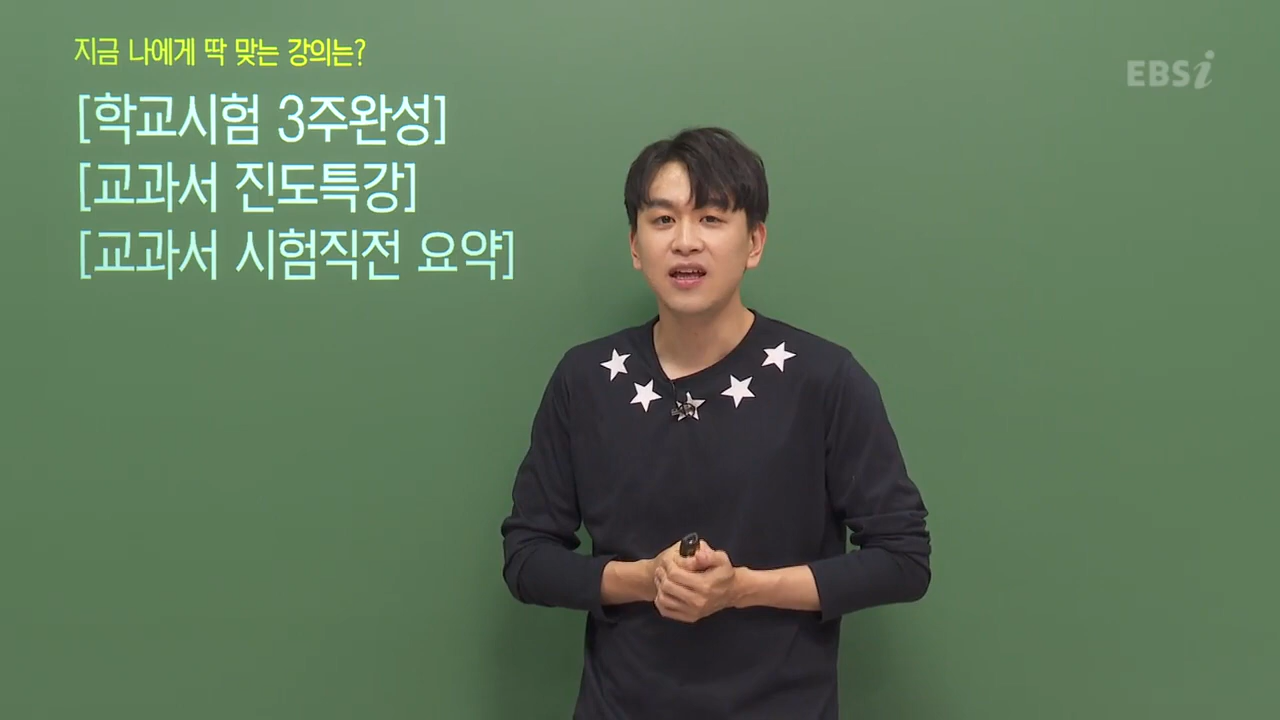 지금 나에게 딱 맞는 강의는?
EBSi
[학교시험 3주완성]
[교과서 진도특강]
[교과서 시험직전 요약]